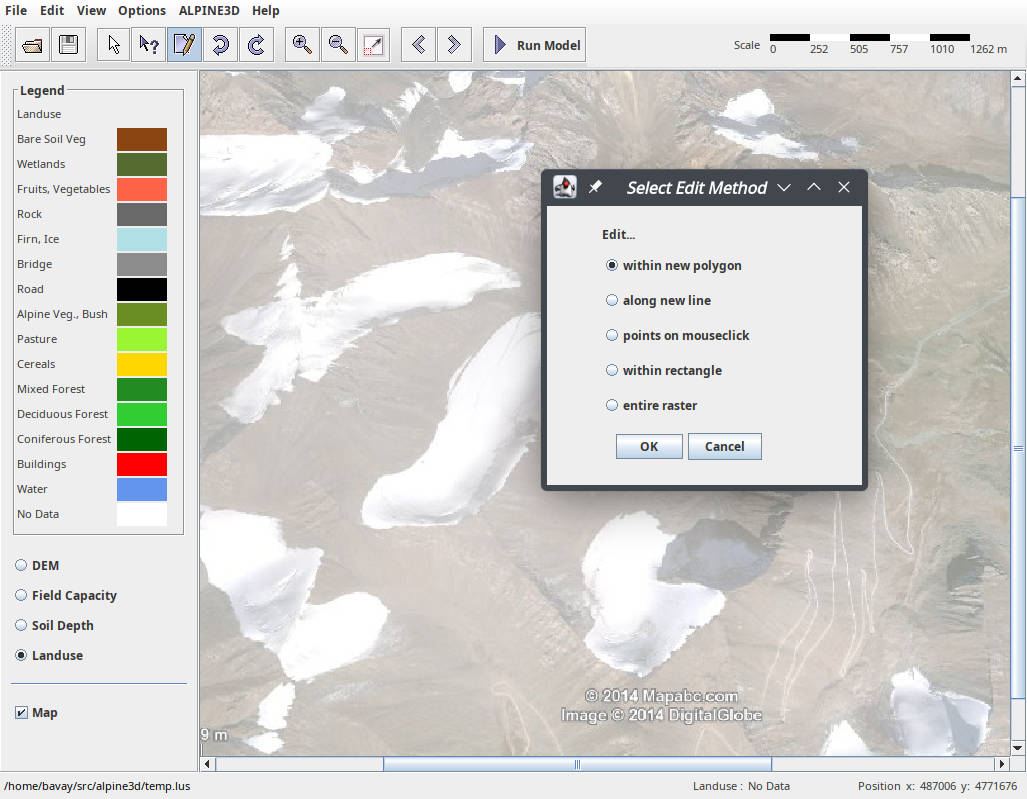 File Edit View Options ALPINE3D Help
Run Model
Scale 0 252 505 757 1010 1262 m
Legend
Landuse
Bare Soil Veg
Wetlands
Fruits, Vegetables
Rock
Firn, Ice
Bridge
Road
Alpine Veg., Bush
Pasture
Cereals
Mixed Forest
Deciduous Forest
Coniferous Forest
Buildings
Water
No Data
DEM
Field Capacity
Soil Depth
Landuse
Map
Select Edit Method
Edit...
within new polygon
along new line
points on mouseclick
within rectangle
entire raster
OK Cancel
© 2014 Mapabc.com
Image © 2014 DigitalGlobe
9 m
/home/bavay/src/alpine3d/temp.lus Landuse : No Data Position x: 487006 y: 4771676